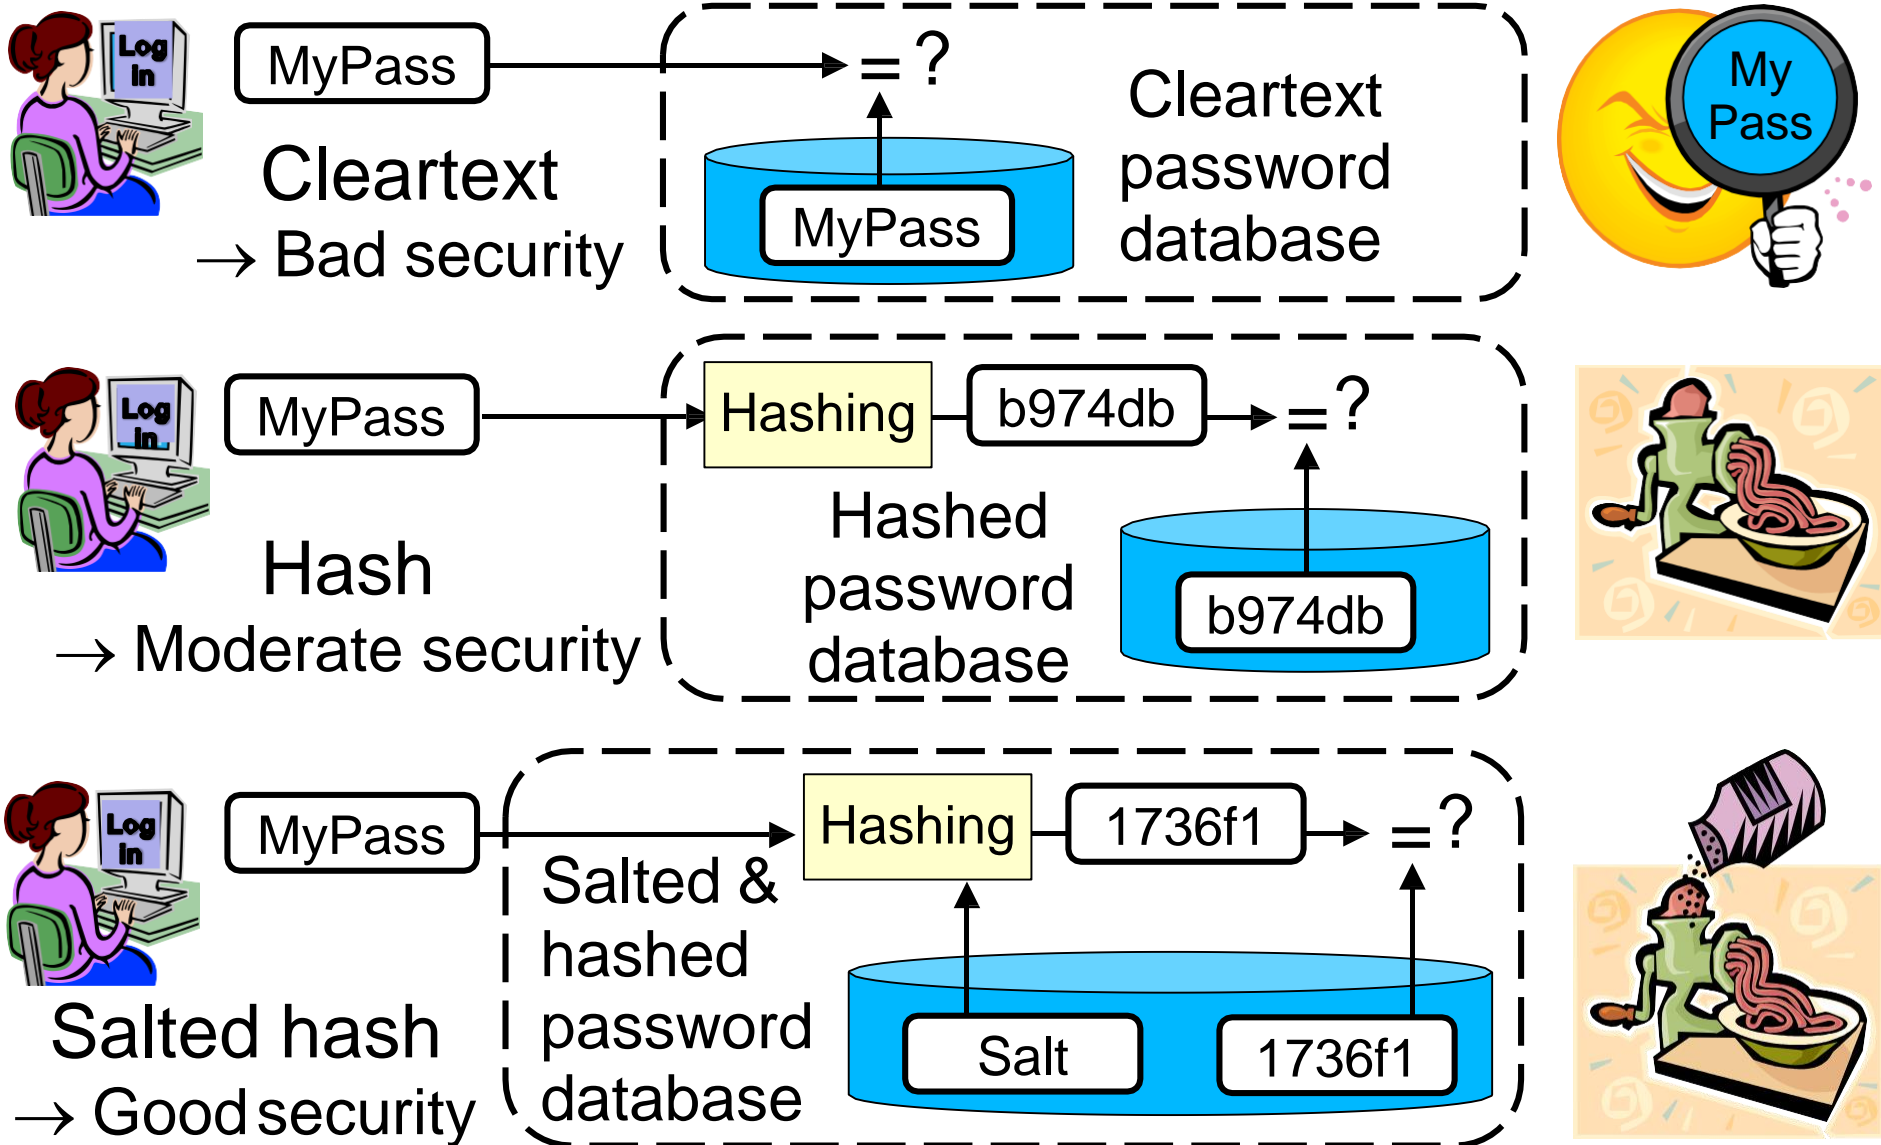 Log
in
MyPass
= ?
MyPass
Cleartext
password
database
My
Pass
Cleartext
→ Bad security
Log
in
MyPass
Hashing
b974db
=?
b974db
Hashed
password
database
Hash
→ Moderate security
Log
in
MyPass
Hashing
1736f1
=?
Salted &
hashed
password
database
Salt
1736f1
Salted hash
→ Good security